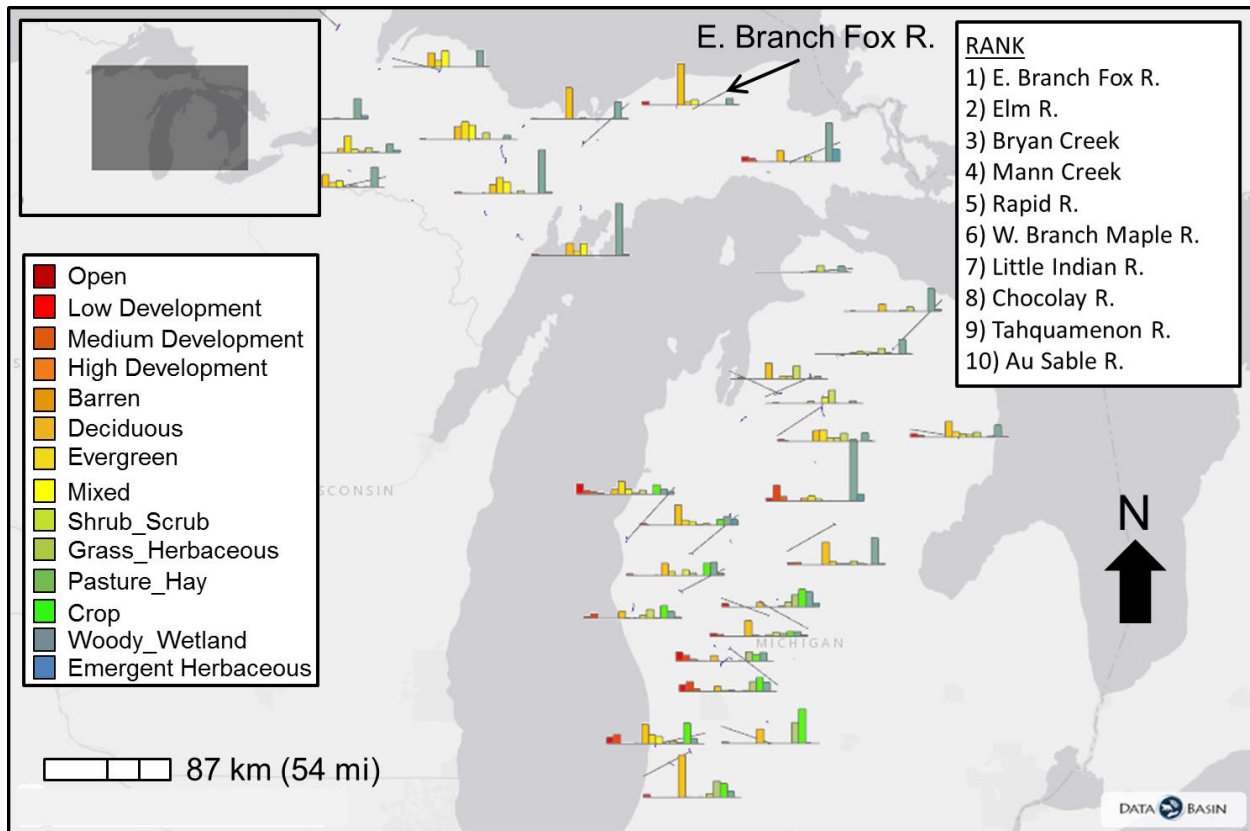 E. Branch Fox R.
RANK
1) E. Branch Fox R.
2) Elm R.
3) Bryan Creek
4) Mann Creek
5) Rapid R.
6) W. Branch Maple R.
7) Little Indian R.
8) Chocolay R.
9) Tahquamenon R.
10) Au Sable R.
Open
Low Development
Medium Development
High Development
Barren
Deciduous
Evergreen
Mixed
Shrub_Scrub
Grass_Herbaceous
Pasture_Hay
Crop
Woody_Wetland
Emergent Herbaceous
SCONSIN
N
MICHIGAN
87 km (54 mi)
DATA BASIN